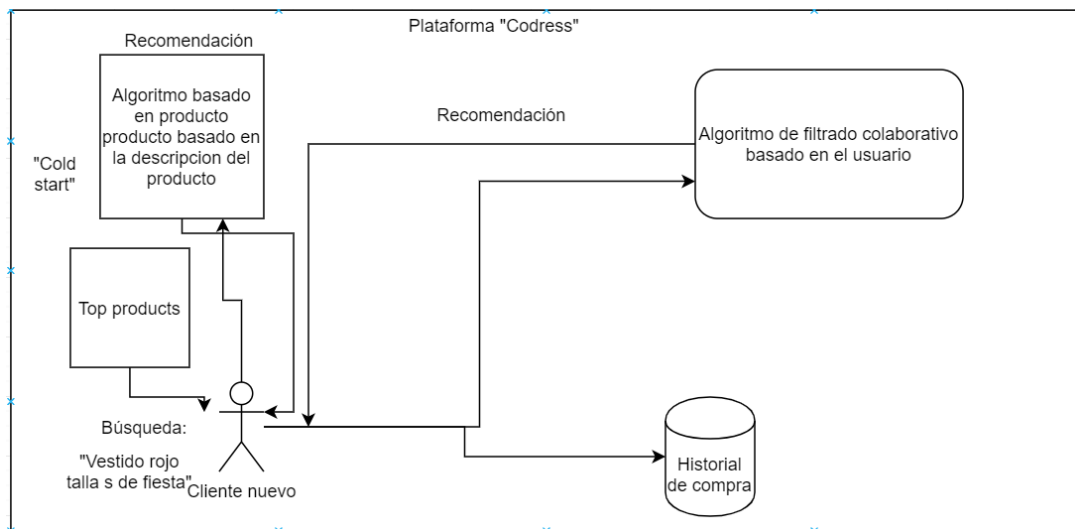 Plataforma "Codress"
Recomendación
Algoritmo basado
en producto
producto basado en
la descripcion del
producto
"Cold
start"
Recomendación
Algoritmo de filtrado colaborativo
basado en el usuario
Top products
Búsqueda:
"Vestido rojo
talla s de fiesta"
Cliente nuevo
Historial
de compra